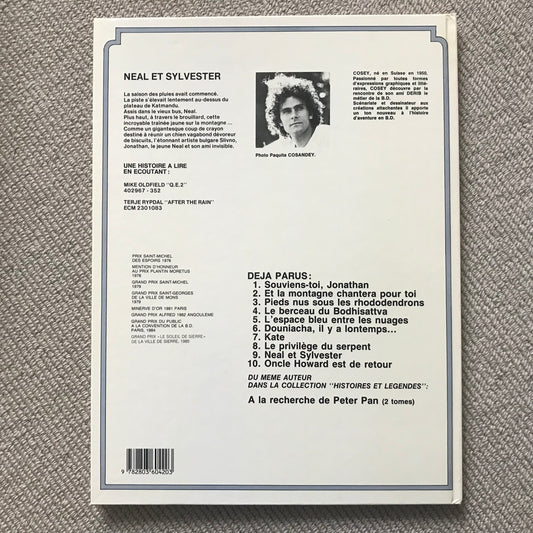 NEAL ET SYLVESTER
La saison des pluies avait commencé.
La piste s'élevait lentement au-dessus du
plateau de Katmandu.
Assis dans le vieux bus, Neal.
Plus haut, à travers le brouillard, cette
incroyable traînée jaune sur la montagne ...
Comme un gigantesque coup de crayon
destiné à réunir un chien vagabond dévoreur
de biscuits, l'étonnant artiste bulgare Slivno,
Jonathan, le jeune Neal et son ami invisible.
UNE HISTOIRE A LIRE
EN ECOUTANT :
MIKE OLDFIELD "Q.E.2"
402967 - 352
TERJE RYPDAL "AFTER THE RAIN"
ECM 2301083
Photo Paquita COSANDEY.
COSEY, né en Suisse en 1950.
Passionné par toutes formes
d'expressions graphiques et litté-
raires, COSEY découvre par la
rencontre de son ami DERIB le
métier de la B.D.
Scénariste et dessinateur aux
créations attachantes il apporte
un ton nouveau à l'histoire
d'aventure en B.D.
PRIX SAINT-MICHEL
DES ESPOIRS 1976
MENTION D'HONNEUR
AU PRIX PLANTIN MORETUS
1978
GRAND PRIX SAINT-MICHEL
1979
GRAND PRIX SAINT-GEORGES
DE LA VILLE DE MONS
1979
MINERVE D'OR 1981 PARIS
GRAND PRIX ALFRED 1982 ANGOULEME
GRAND PRIX DU PUBLIC
A LA CONVENTION DE LA B.D.
PARIS, 1984
GRAND PRIX «LE SOLEIL DE SIERRE»
DE LA VILLE DE SIERRE, 1985
DEJA PARUS :
1. Souviens-toi, Jonathan
2. Et la montagne chantera pour toi
3. Pieds nus sous les rhododendrons
4. Le berceau du Bodhisattva
5. L'espace bleu entre les nuages
6. Douniacha, il y a lontemps...
7. Kate
8. Le privilège du serpent
9. Neal et Sylvester
10. Oncle Howard est de retour
DU MEME AUTEUR
DANS LA COLLECTION "HISTOIRES ET LEGENDES":
A la recherche de Peter Pan (2 tomes)
9 782803 604203